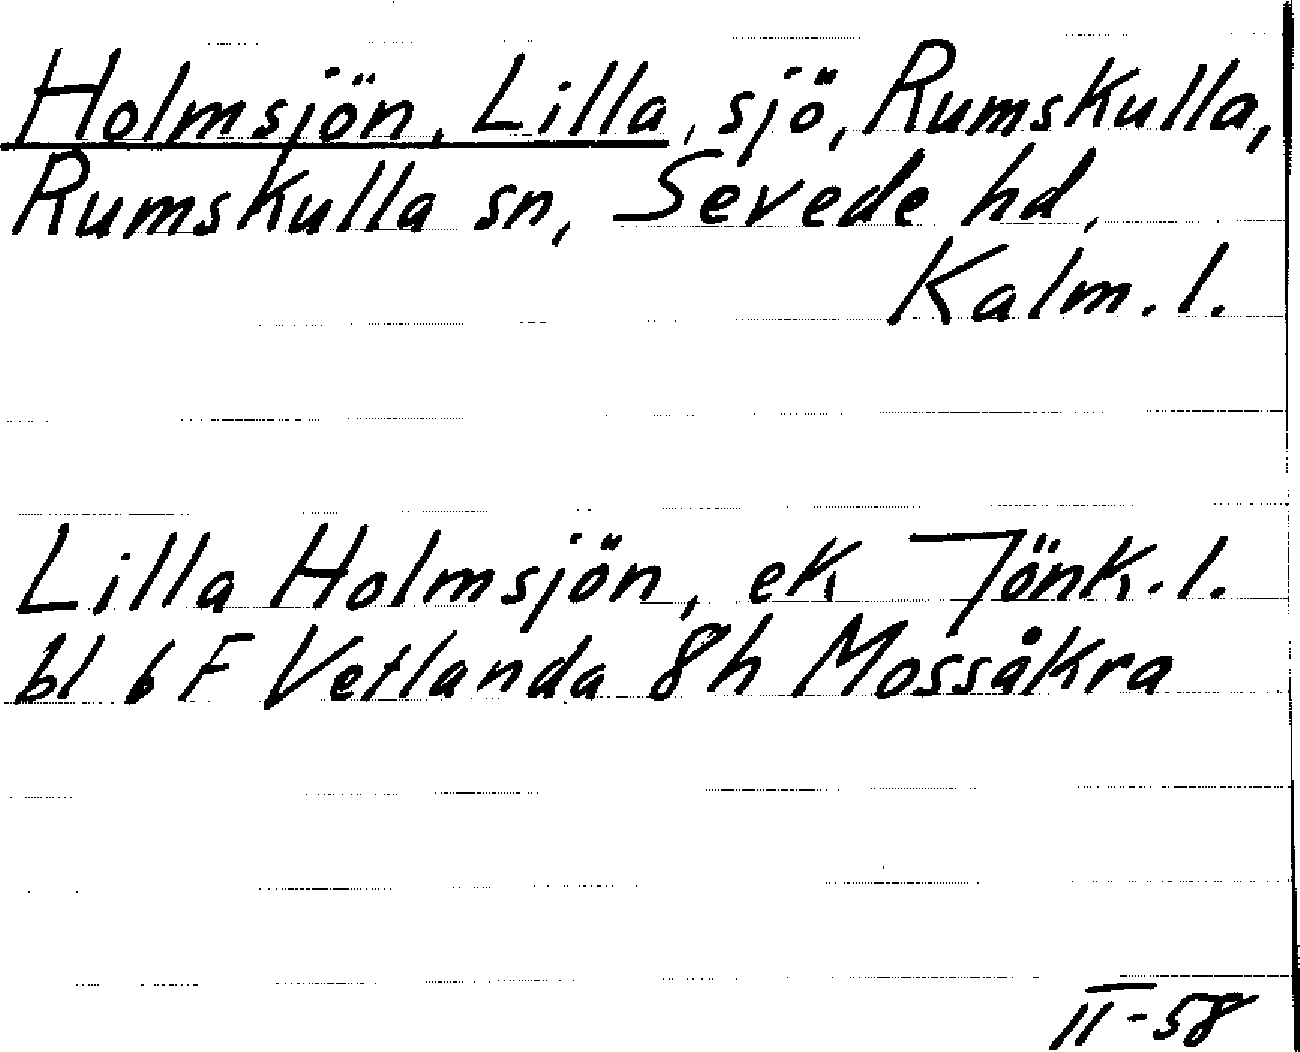 Holmsjön, Lilla, sjö, Rumskulla,
Rumskulla sn, Sevede hd,
Kalm. l.
Lilla Holmsjön, ek Jönk. l.
bl 6 F Vetlanda 8h Mossåkra
II-58